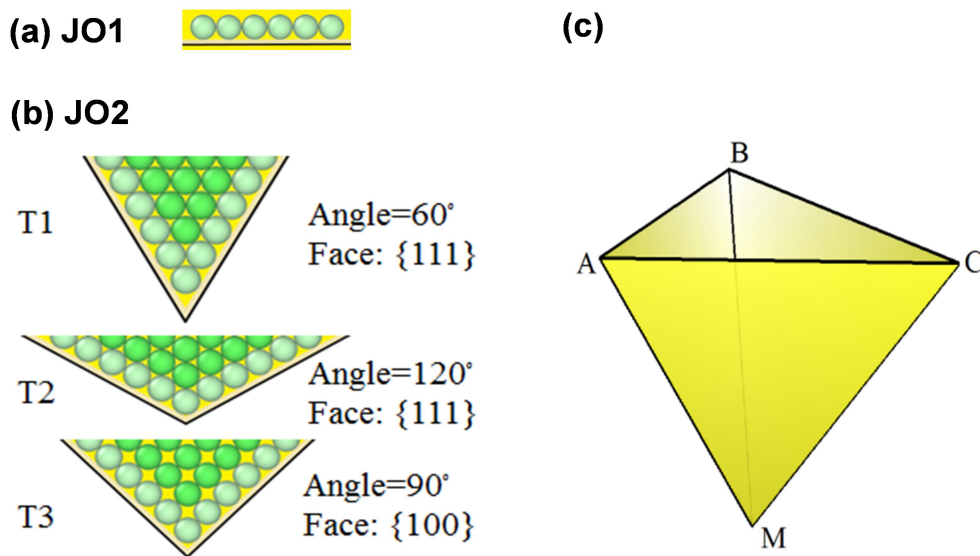 (a) JO1
(c)
(b) JO2
T1
Angle=60°
Face: {111}
T2
Angle=120°
Face: {111}
T3
Angle=90°
Face: {100}
B
A
C
M